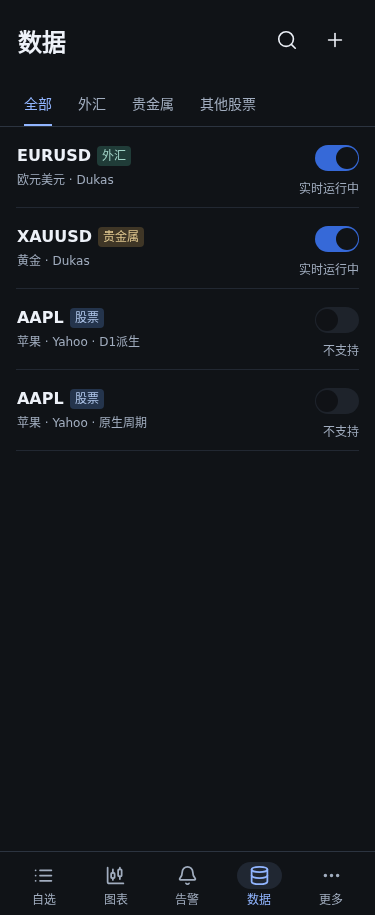 数据
全部 外汇 贵金属 其他股票
EURUSD 外汇
欧元美元 · Dukas
实时运行中
XAUUSD 贵金属
黄金 · Dukas
实时运行中
AAPL 股票
苹果 · Yahoo · D1派生
不支持
AAPL 股票
苹果 · Yahoo · 原生周期
不支持
自选 图表 告警 数据 更多